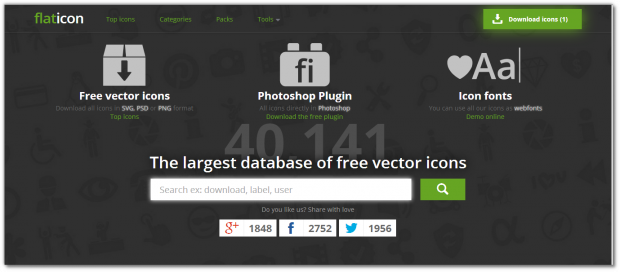 flaticon
Top icons Categories Packs Tools Download icons (1)
fi Aa
Free vector icons Photoshop Plugin Icon fonts
Download all icons in SVG, PSD or PNG format All icons directly in Photoshop You can use all our icons as webfonts
Top icons Download the free plugin Demo online
40,141
The largest database of free vector icons
Search ex: download, label, user
Do you like us? Share with love
g+ 1848 f 2752 1956